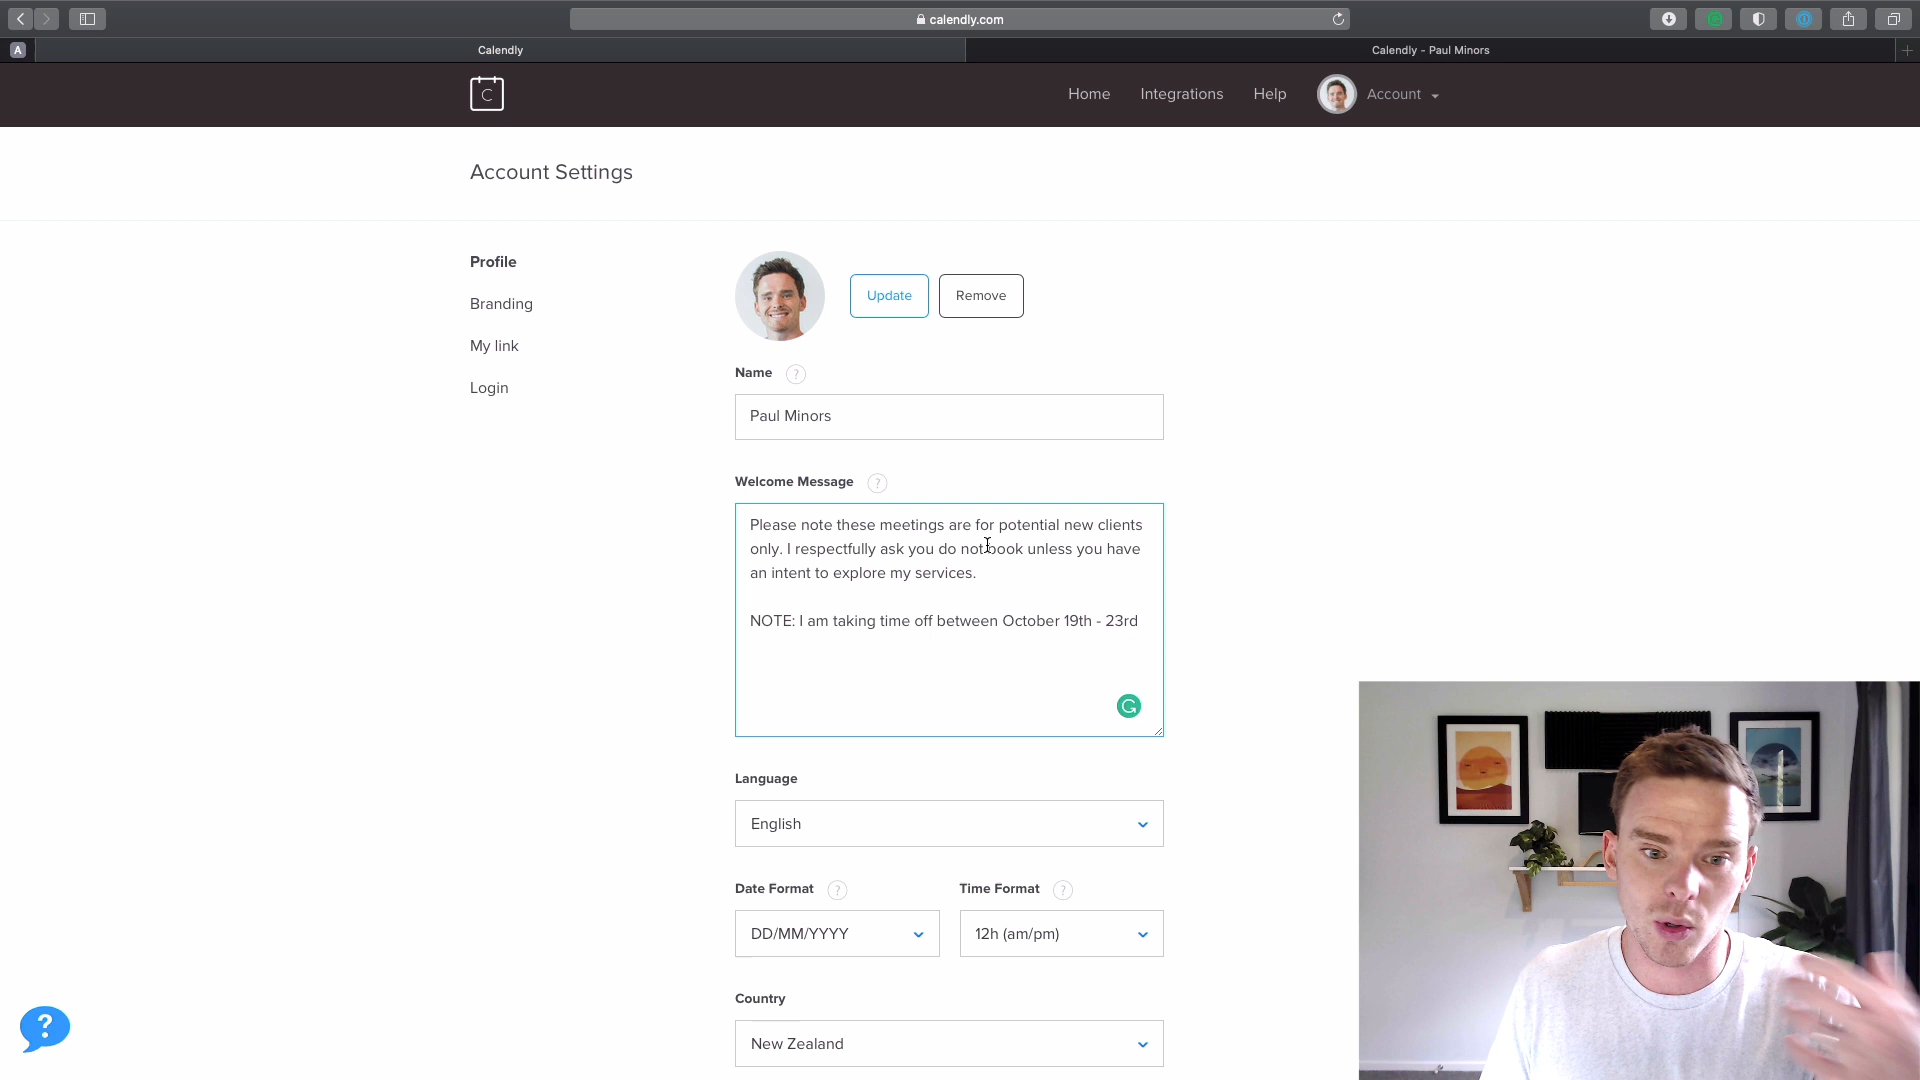 calendly.com
A
Calendly
Calendly - Paul Minors
C
Home
Integrations
Help
Account
Account Settings
Profile
Branding
My link
Login
Update
Remove
Name ?
Paul Minors
Welcome Message ?
Please note these meetings are for potential new clients
only. I respectfully ask you do not book unless you have
an intent to explore my services.
NOTE: I am taking time off between October 19th - 23rd
Language
English
Date Format ?
Time Format ?
DD/MM/YYYY
12h (am/pm)
Country
New Zealand
?